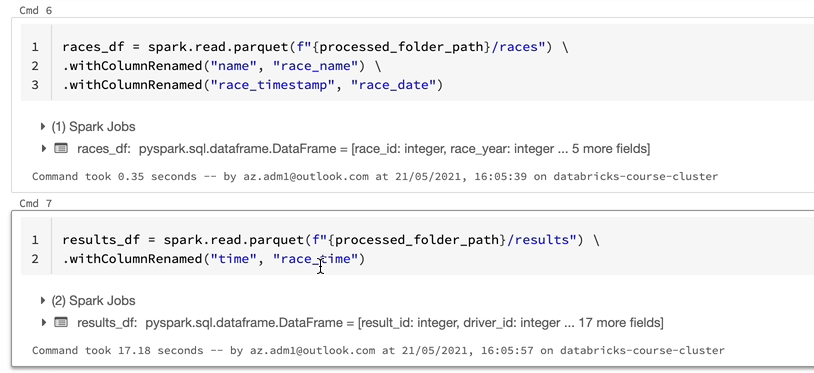 Cmd 6
1 races_df = spark.read.parquet(f"{processed_folder_path}/races") \
2 .withColumnRenamed("name", "race_name") \
3 .withColumnRenamed("race_timestamp", "race_date")
(1) Spark Jobs
races_df: pyspark.sql.dataframe.DataFrame = [race_id: integer, race_year: integer ... 5 more fields]
Command took 0.35 seconds -- by az.adm1@outlook.com at 21/05/2021, 16:05:39 on databricks-course-cluster
Cmd 7
1 results_df = spark.read.parquet(f"{processed_folder_path}/results") \
2 .withColumnRenamed("time", "race_time")
(2) Spark Jobs
results_df: pyspark.sql.dataframe.DataFrame = [result_id: integer, driver_id: integer ... 17 more fields]
Command took 17.18 seconds -- by az.adm1@outlook.com at 21/05/2021, 16:05:57 on databricks-course-cluster